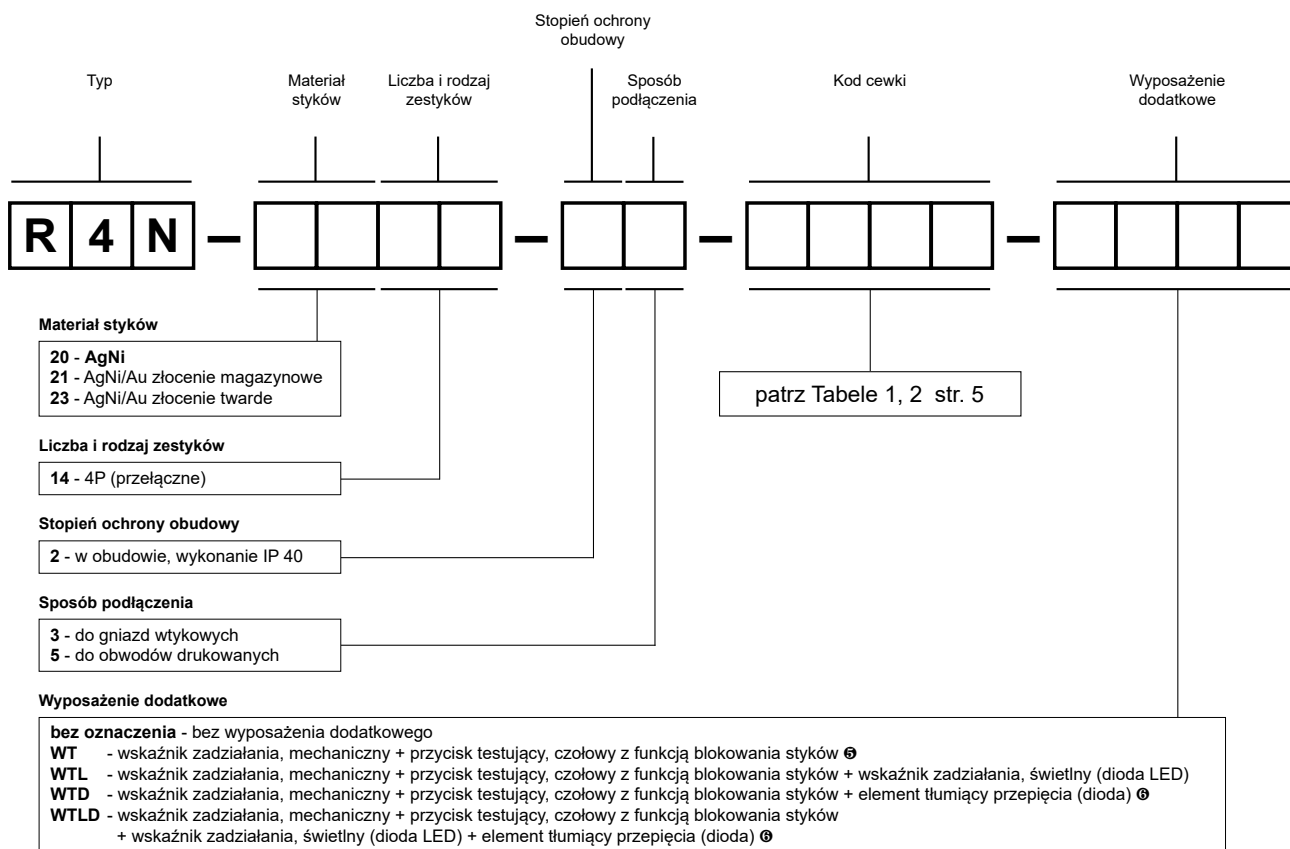 Stopień ochrony
obudowy
Typ
Materiał
styków
Liczba i rodzaj
zestyków
Sposób
podłączenia
Kod cewki
Wyposażenie
dodatkowe
R 4 N – – – –
Materiał styków
20 - AgNi
21 - AgNi/Au złocenie magazynowe
23 - AgNi/Au złocenie twarde
patrz Tabele 1, 2 str. 5
Liczba i rodzaj zestyków
14 - 4P (przełączne)
Stopień ochrony obudowy
2 - w obudowie, wykonanie IP 40
Sposób podłączenia
3 - do gniazd wtykowych
5 - do obwodów drukowanych
Wyposażenie dodatkowe
bez oznaczenia - bez wyposażenia dodatkowego
WT - wskaźnik zadziałania, mechaniczny + przycisk testujący, czołowy z funkcją blokowania styków ❺
WTL - wskaźnik zadziałania, mechaniczny + przycisk testujący, czołowy z funkcją blokowania styków + wskaźnik zadziałania, świetlny (dioda LED)
WTD - wskaźnik zadziałania, mechaniczny + przycisk testujący, czołowy z funkcją blokowania styków + element tłumiący przepięcia (dioda) ❻
WTLD - wskaźnik zadziałania, mechaniczny + przycisk testujący, czołowy z funkcją blokowania styków
+ wskaźnik zadziałania, świetlny (dioda LED) + element tłumiący przepięcia (dioda) ❻